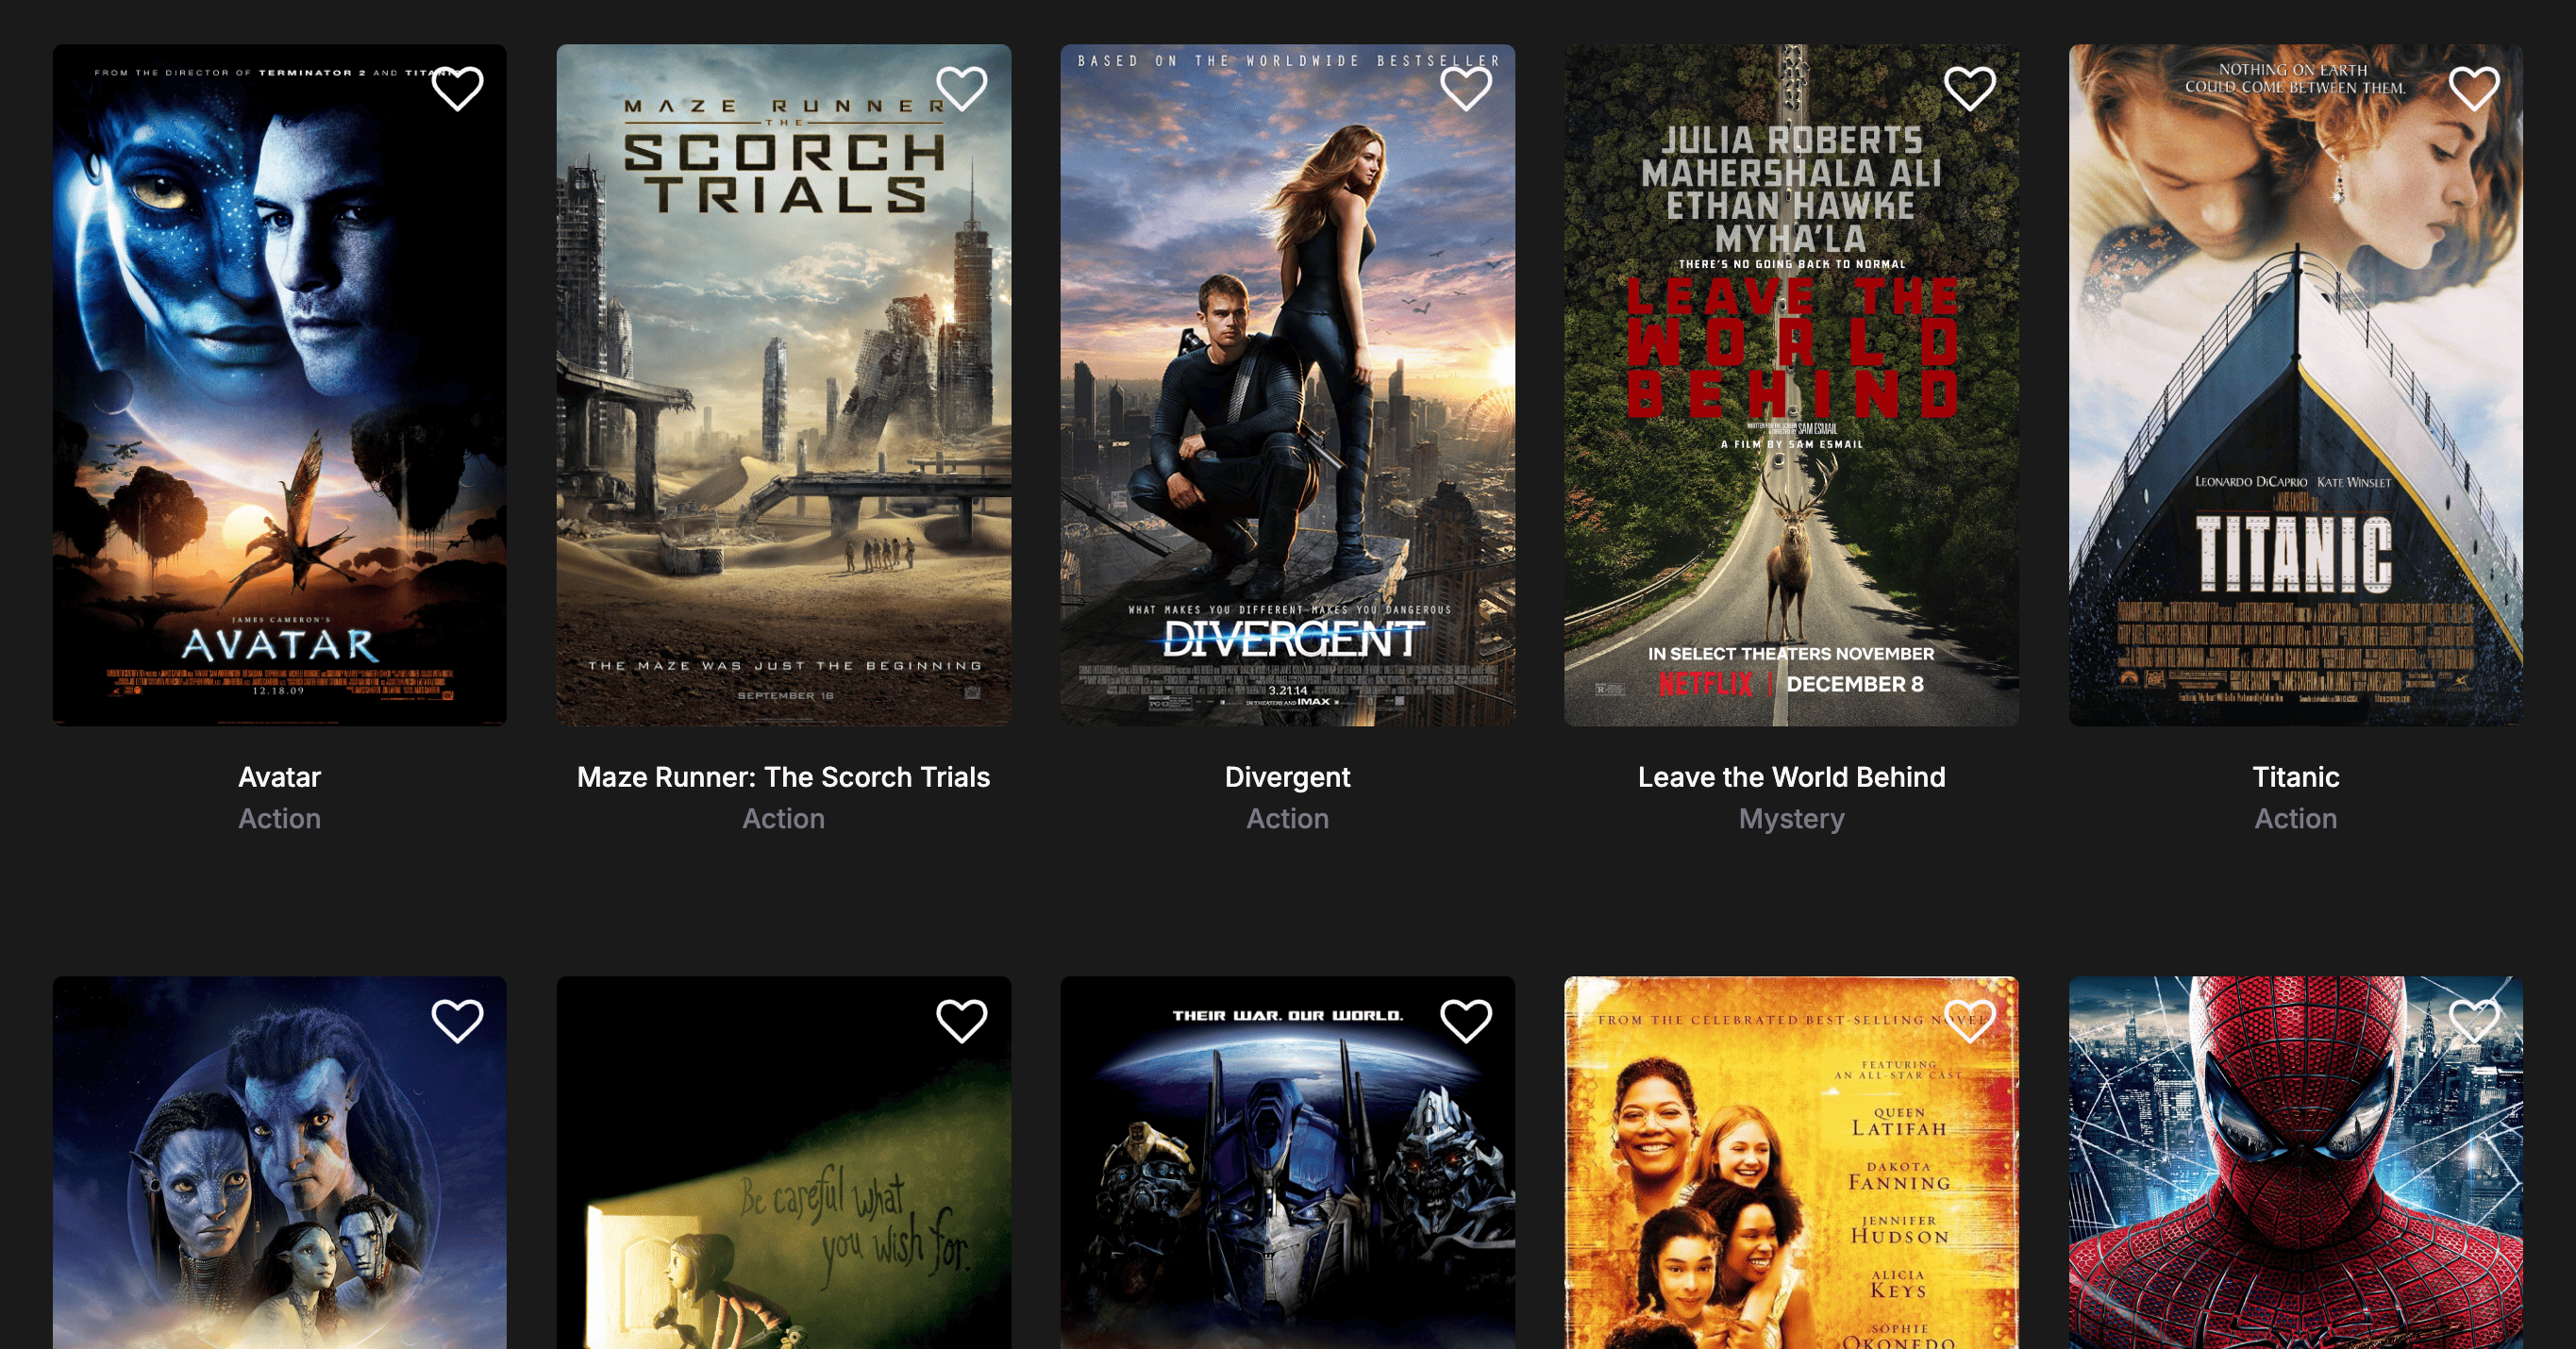 FROM THE DIRECTOR OF TERMINATOR 2 AND TITANIC
JAMES CAMERON'S
AVATAR
12.18.09
MAZE RUNNER
THE
SCORCH
TRIALS
THE MAZE WAS JUST THE BEGINNING
SEPTEMBER 18
BASED ON THE WORLDWIDE BESTSELLER
WHAT MAKES YOU DIFFERENT MAKES YOU DANGEROUS
DIVERGENT
3.21.14
IN THEATERS AND IMAX
JULIA ROBERTS
MAHERSHALA ALI
ETHAN HAWKE
MYHA'LA
THERE'S NO GOING BACK TO NORMAL
LEAVE THE
WORLD
BEHIND
A FILM BY SAM ESMAIL
IN SELECT THEATERS NOVEMBER
NETFLIX | DECEMBER 8
NOTHING ON EARTH
COULD COME BETWEEN THEM.
LEONARDO DiCAPRIO KATE WINSLET
TITANIC
Avatar
Action
Maze Runner: The Scorch Trials
Action
Divergent
Action
Leave the World Behind
Mystery
Titanic
Action
Be careful what
you wish for.
THEIR WAR. OUR WORLD.
FROM THE CELEBRATED BEST-SELLING NOVEL
FEATURING
AN ALL-STAR CAST
QUEEN
LATIFAH
DAKOTA
FANNING
JENNIFER
HUDSON
ALICIA
KEYS
SOPHIE
OKONEDO